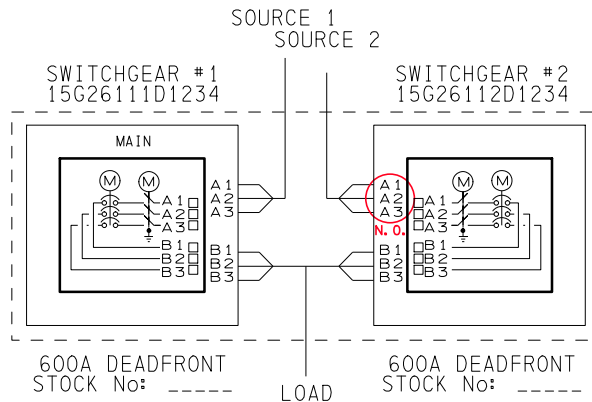 SOURCE 1
SOURCE 2
SWITCHGEAR #1
15G26111D1234
SWITCHGEAR #2
15G26112D1234
MAIN
M M
A1
A2
A3
B1
B2
B3
A1
A2
A3
B1
B2
B3
A1
A2
A3
N.O.
B1
B2
B3
M M
A1
A2
A3
B1
B2
B3
600A DEADFRONT
STOCK No: _____
LOAD
600A DEADFRONT
STOCK No: _____